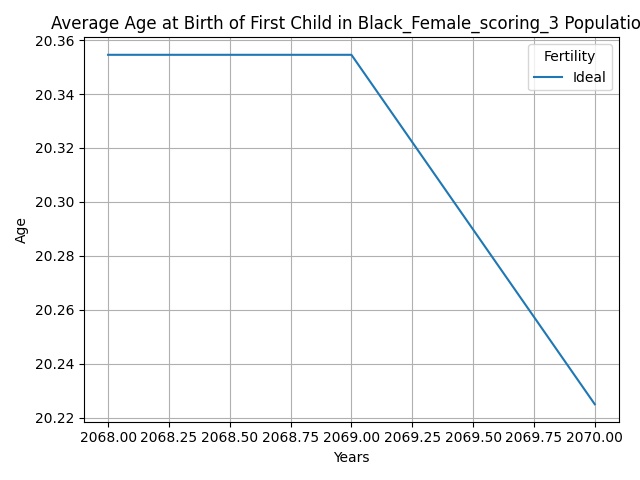 Average Age at Birth of First Child in Black_Female_scoring_3 Populatio
20.36
20.34
20.32
20.30
20.28
20.26
20.24
20.22
Age
Fertility
Ideal
2068.00 2068.25 2068.50 2068.75 2069.00 2069.25 2069.50 2069.75 2070.00
Years